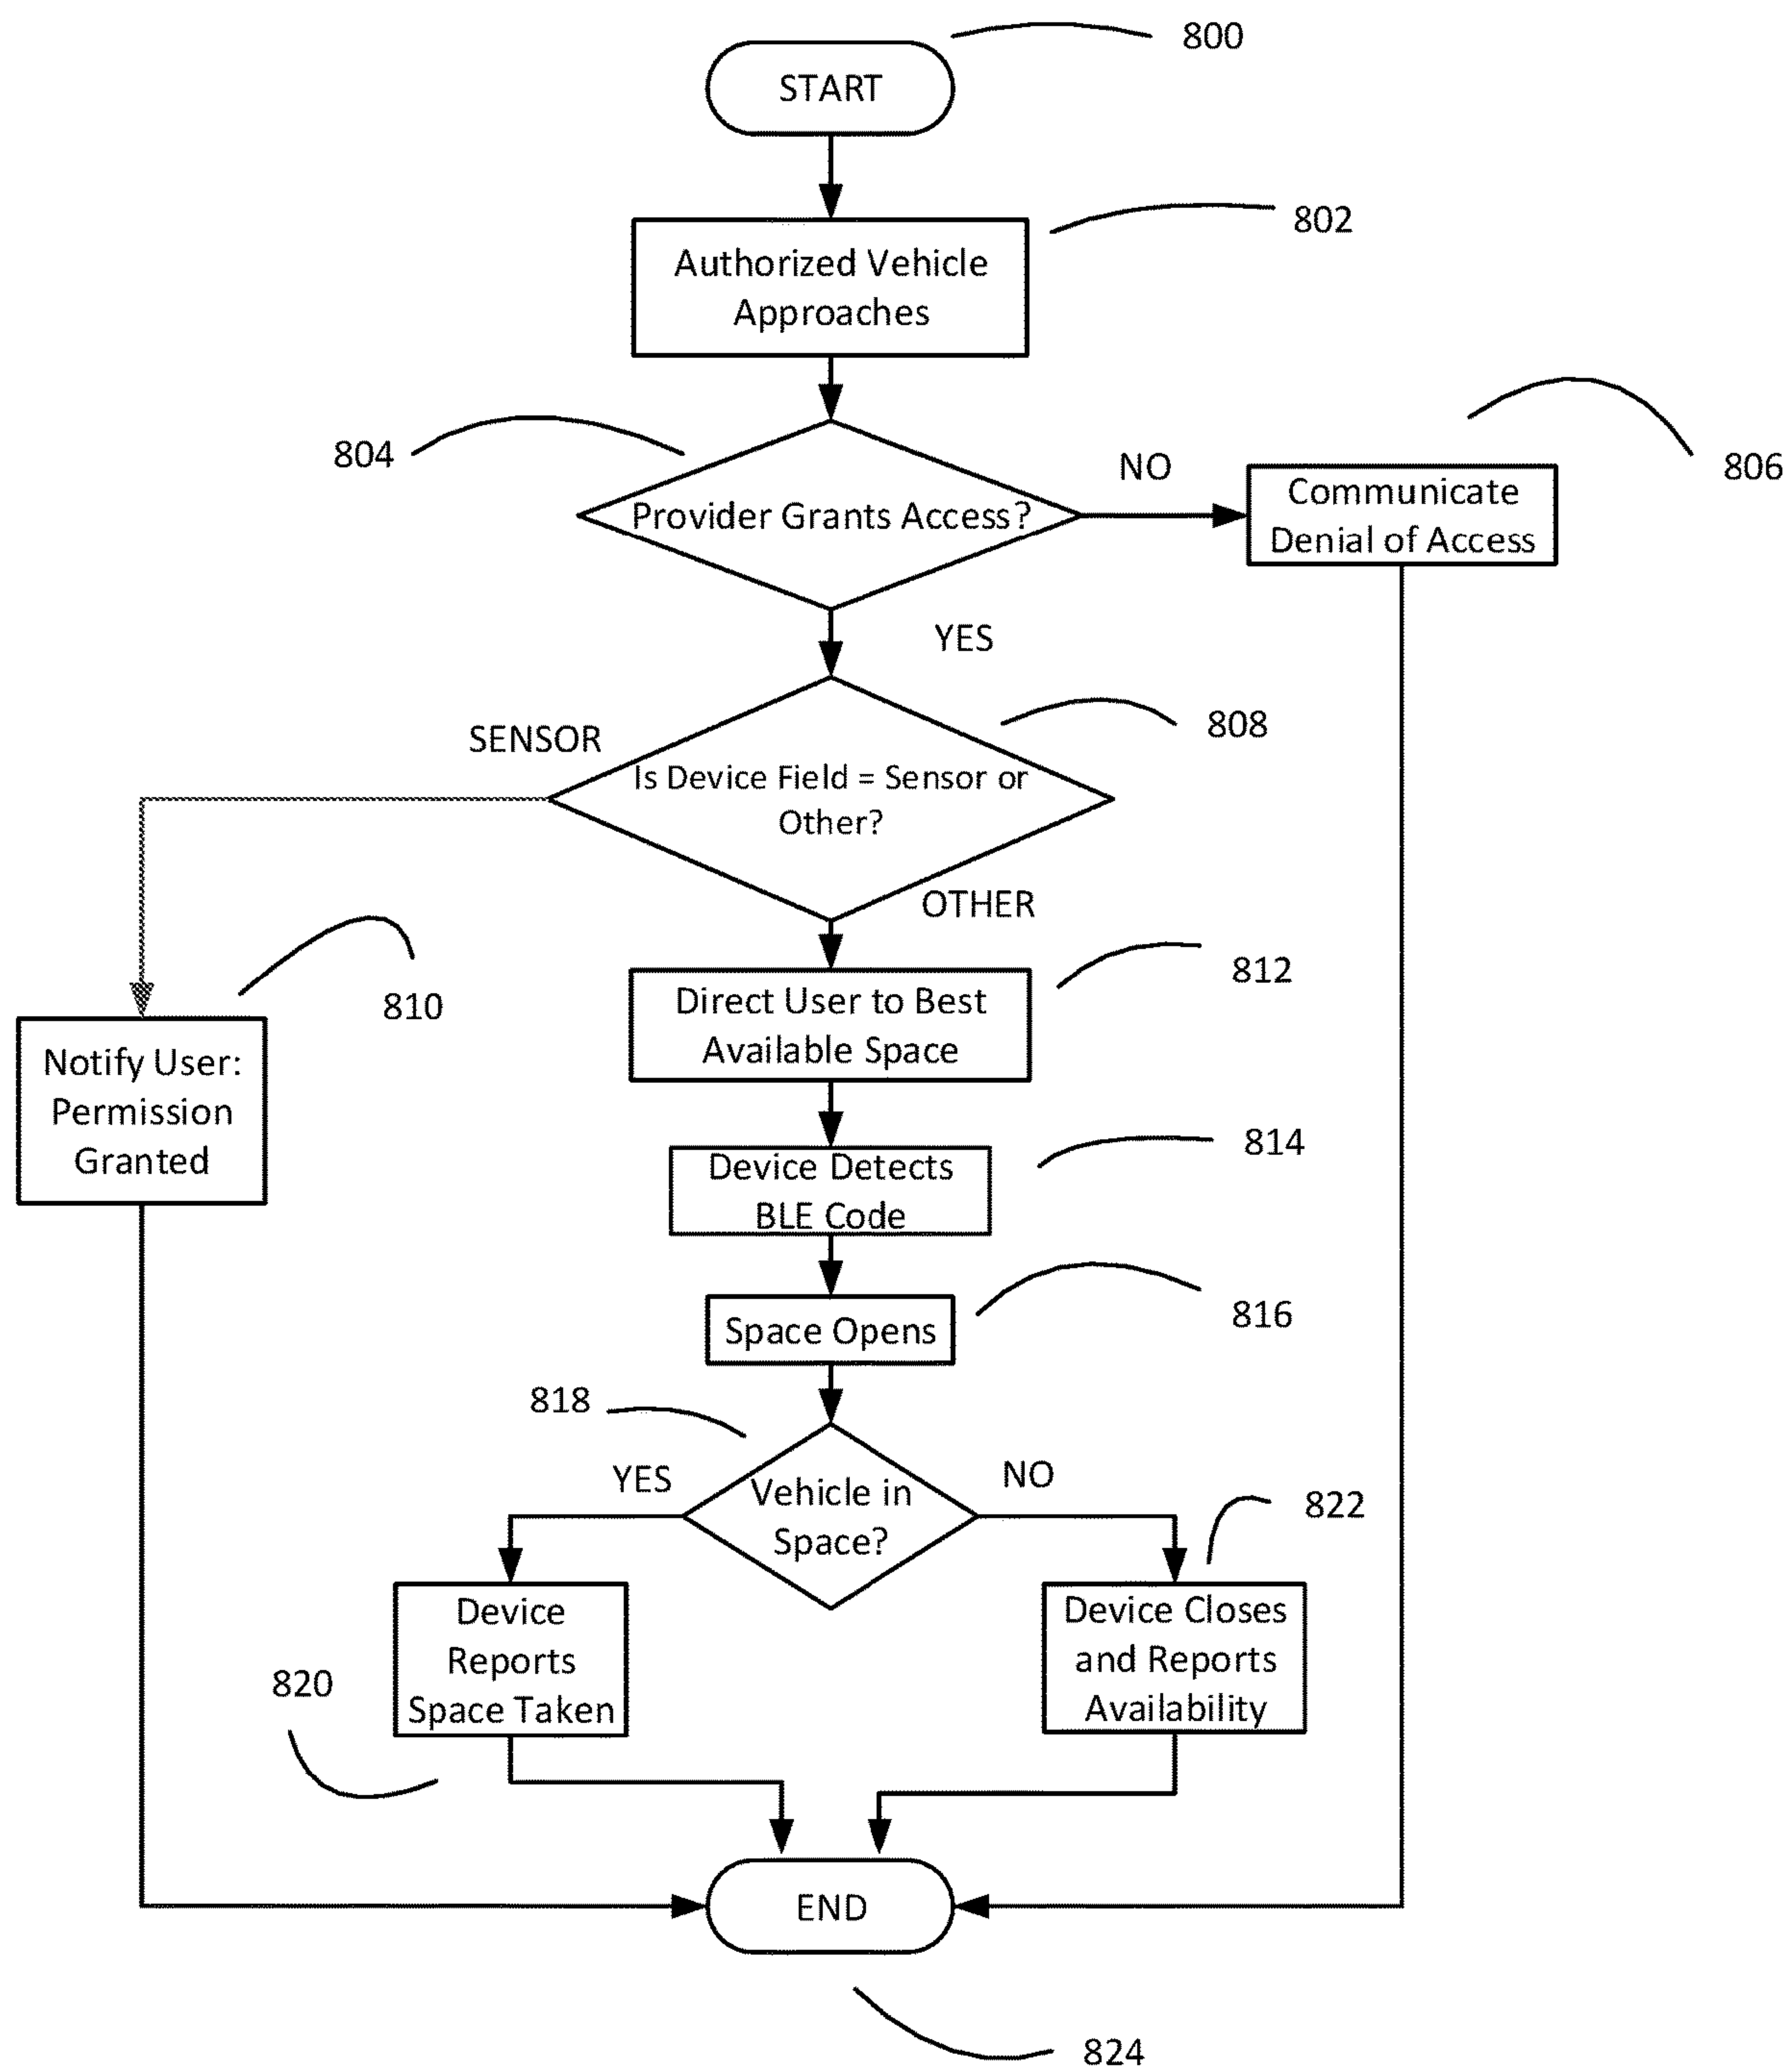 800
START
802
Authorized Vehicle
Approaches
804
NO
806
Provider Grants Access?
Communicate
Denial of Access
YES
SENSOR
808
Is Device Field = Sensor or
Other?
OTHER
812
Direct User to Best
Available Space
810
Notify User:
Permission
Granted
814
Device Detects
BLE Code
816
Space Opens
818
YES
NO
Vehicle in
Space?
822
Device
Reports
Space Taken
Device Closes
and Reports
Availability
820
END
824